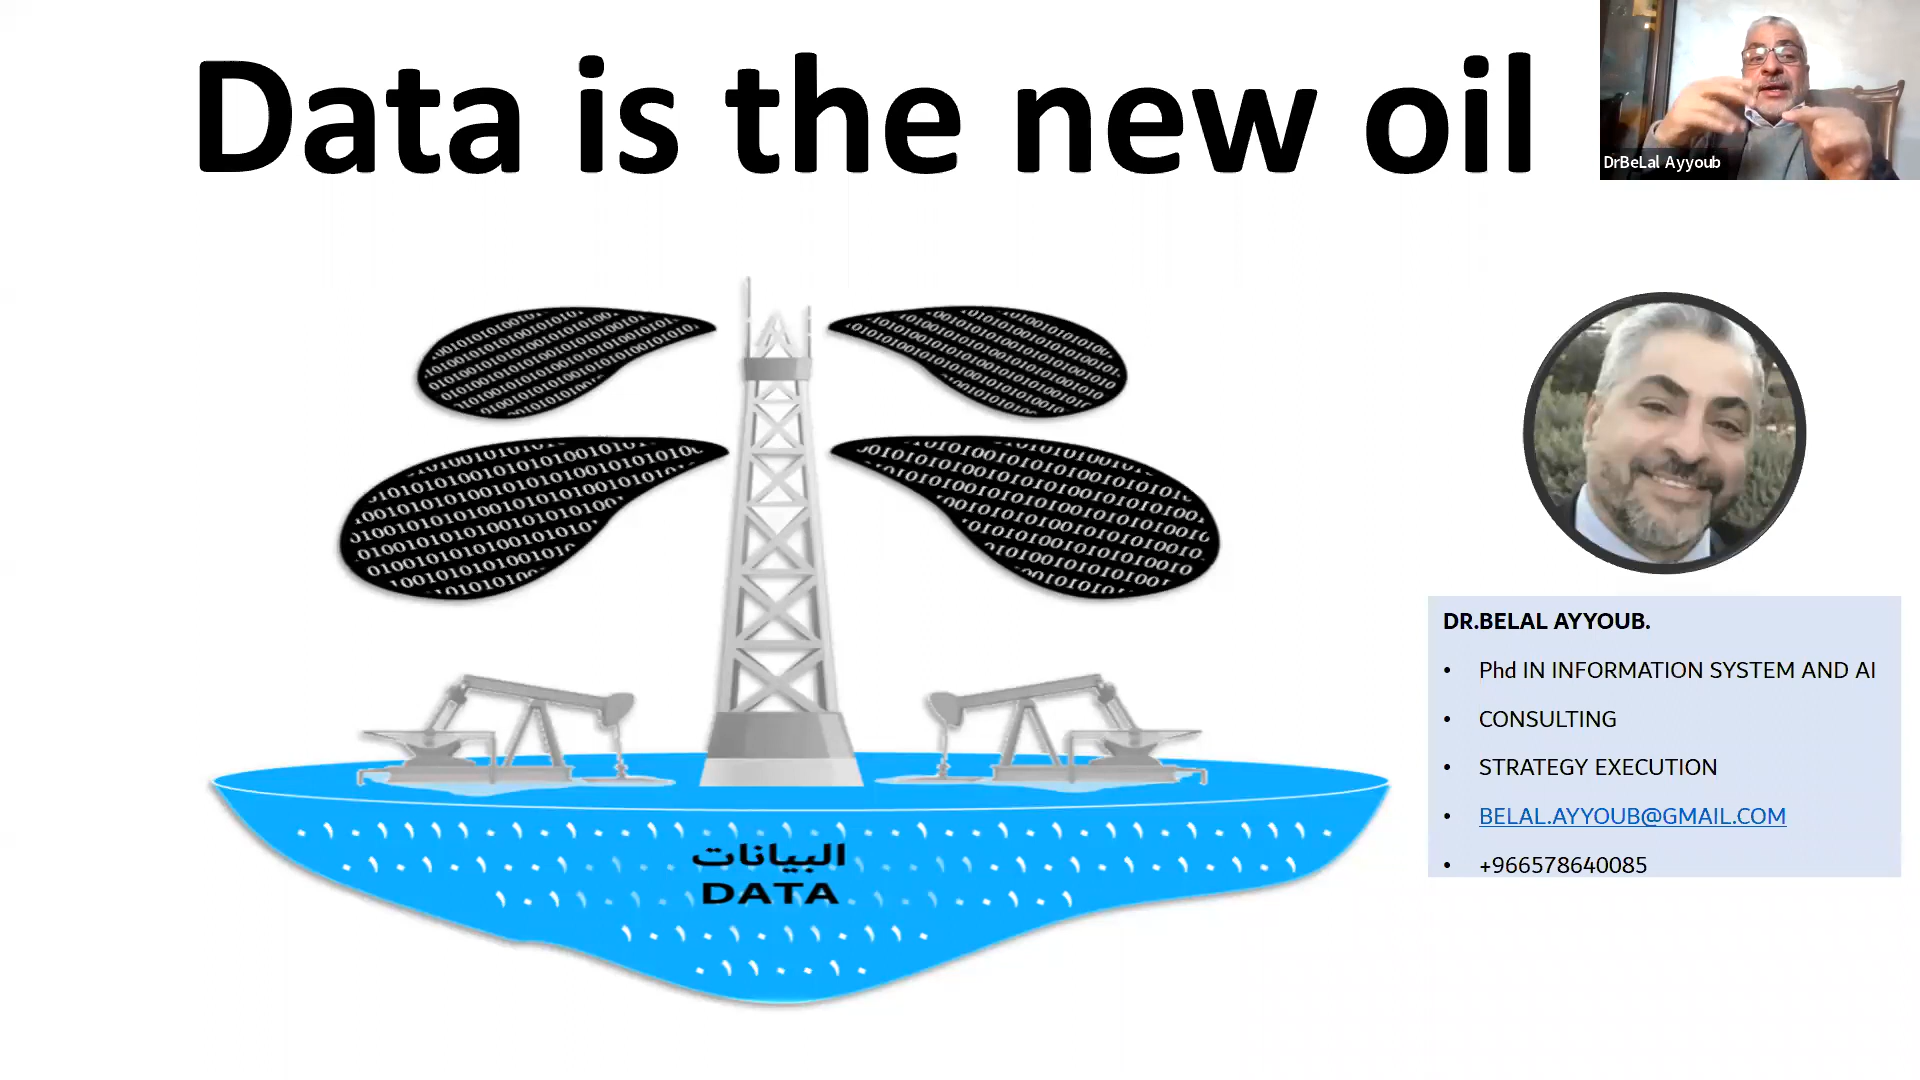 Data is the new oil
DrBeLal Ayyoub
البيانات
DATA
DR.BELAL AYYOUB.
• Phd IN INFORMATION SYSTEM AND AI
• CONSULTING
• STRATEGY EXECUTION
• BELAL.AYYOUB@GMAIL.COM
• +966578640085